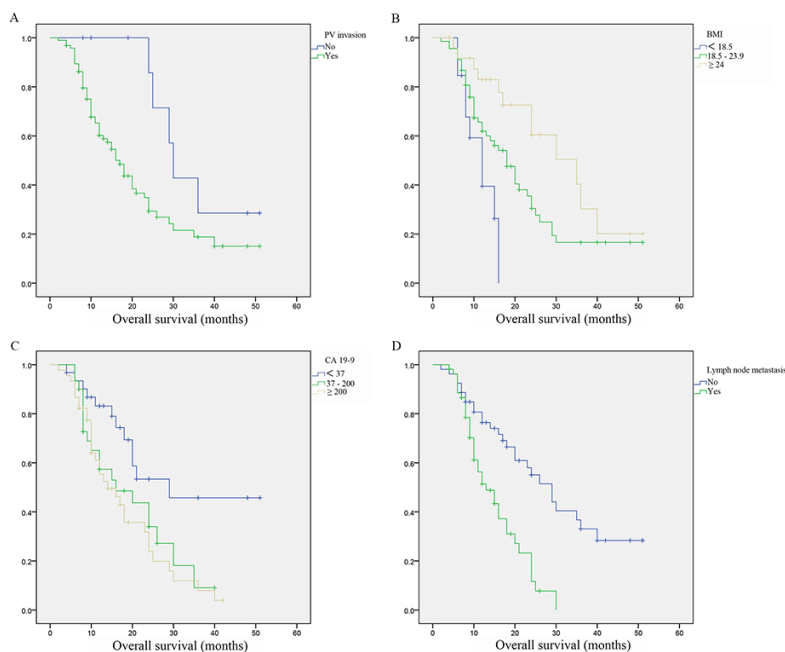 A
PV invasion
No
Yes
1.0
0.8
0.6
0.4
0.2
0.0
0 10 20 30 40 50 60
Overall survival (months)
B
BMI
< 18.5
18.5 - 23.9
≥ 24
1.0
0.8
0.6
0.4
0.2
0.0
0 10 20 30 40 50 60
Overall survival (months)
C
CA 19-9
< 37
37 - 200
≥ 200
1.0
0.8
0.6
0.4
0.2
0.0
0 10 20 30 40 50 60
Overall survival (months)
D
Lymph node metastasis
No
Yes
1.0
0.8
0.6
0.4
0.2
0.0
0 10 20 30 40 50 60
Overall survival (months)